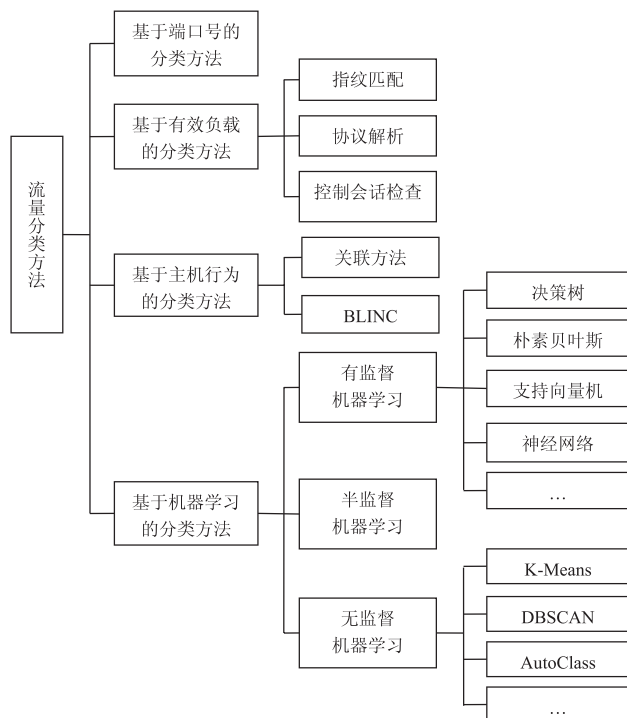 流量分类方法
基于端口号的
分类方法
基于有效负载
的分类方法
指纹匹配
协议解析
控制会话检查
基于主机行为
的分类方法
关联方法
BLINC
基于机器学习
的分类方法
有监督
机器学习
决策树
朴素贝叶斯
支持向量机
神经网络
…
半监督
机器学习
无监督
机器学习
K-Means
DBSCAN
AutoClass
…